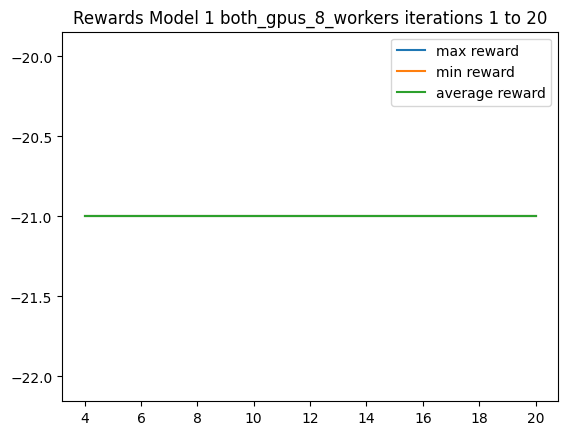 Rewards Model 1 both_gpus_8_workers iterations 1 to 20
max reward
min reward
average reward
−20.0
−20.5
−21.0
−21.5
−22.0
4 6 8 10 12 14 16 18 20